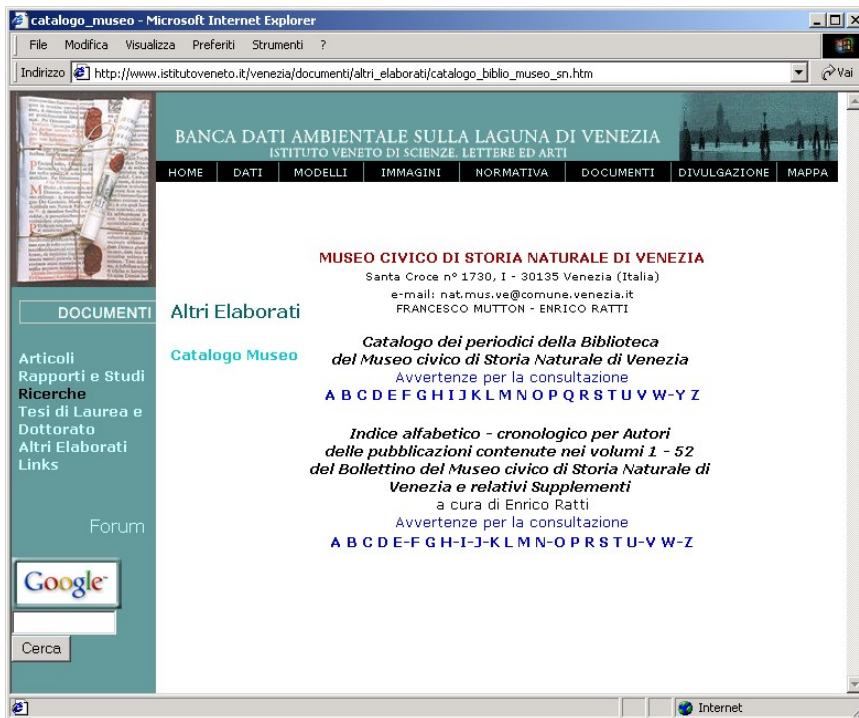 catalogo_museo - Microsoft Internet Explorer
File Modifica Visualizza Preferiti Strumenti ?
Indirizzo http://www.istitutoveneto.it/venezia/documenti/altri_elaborati/catalogo_biblio_museo_sn.htm Vai
BANCA DATI AMBIENTALE SULLA LAGUNA DI VENEZIA
ISTITUTO VENETO DI SCIENZE. LETTERE ED ARTI
HOME DATI MODELLI IMMAGINI NORMATIVA DOCUMENTI DIVULGAZIONE MAPPA
DOCUMENTI
Articoli
Rapporti e Studi
Ricerche
Tesi di Laurea e
Dottorato
Altri Elaborati
Links
Forum
Google
Cerca
Altri Elaborati
Catalogo Museo
MUSEO CIVICO DI STORIA NATURALE DI VENEZIA
Santa Croce nº 1730, I - 30135 Venezia (Italia)
e-mail: nat.mus.ve@comune.venezia.it
FRANCESCO MUTTON - ENRICO RATTI
Catalogo dei periodici della Biblioteca
del Museo civico di Storia Naturale di Venezia
Avvertenze per la consultazione
A B C D E F G H I J K L M N O P Q R S T U V W-Y Z
Indice alfabetico - cronologico per Autori
delle pubblicazioni contenute nei volumi 1 - 52
del Bollettino del Museo civico di Storia Naturale di
Venezia e relativi Supplementi
a cura di Enrico Ratti
Avvertenze per la consultazione
A B C D E-F G H-I-J-K L M N-O P R S T U-V W-Z
Internet